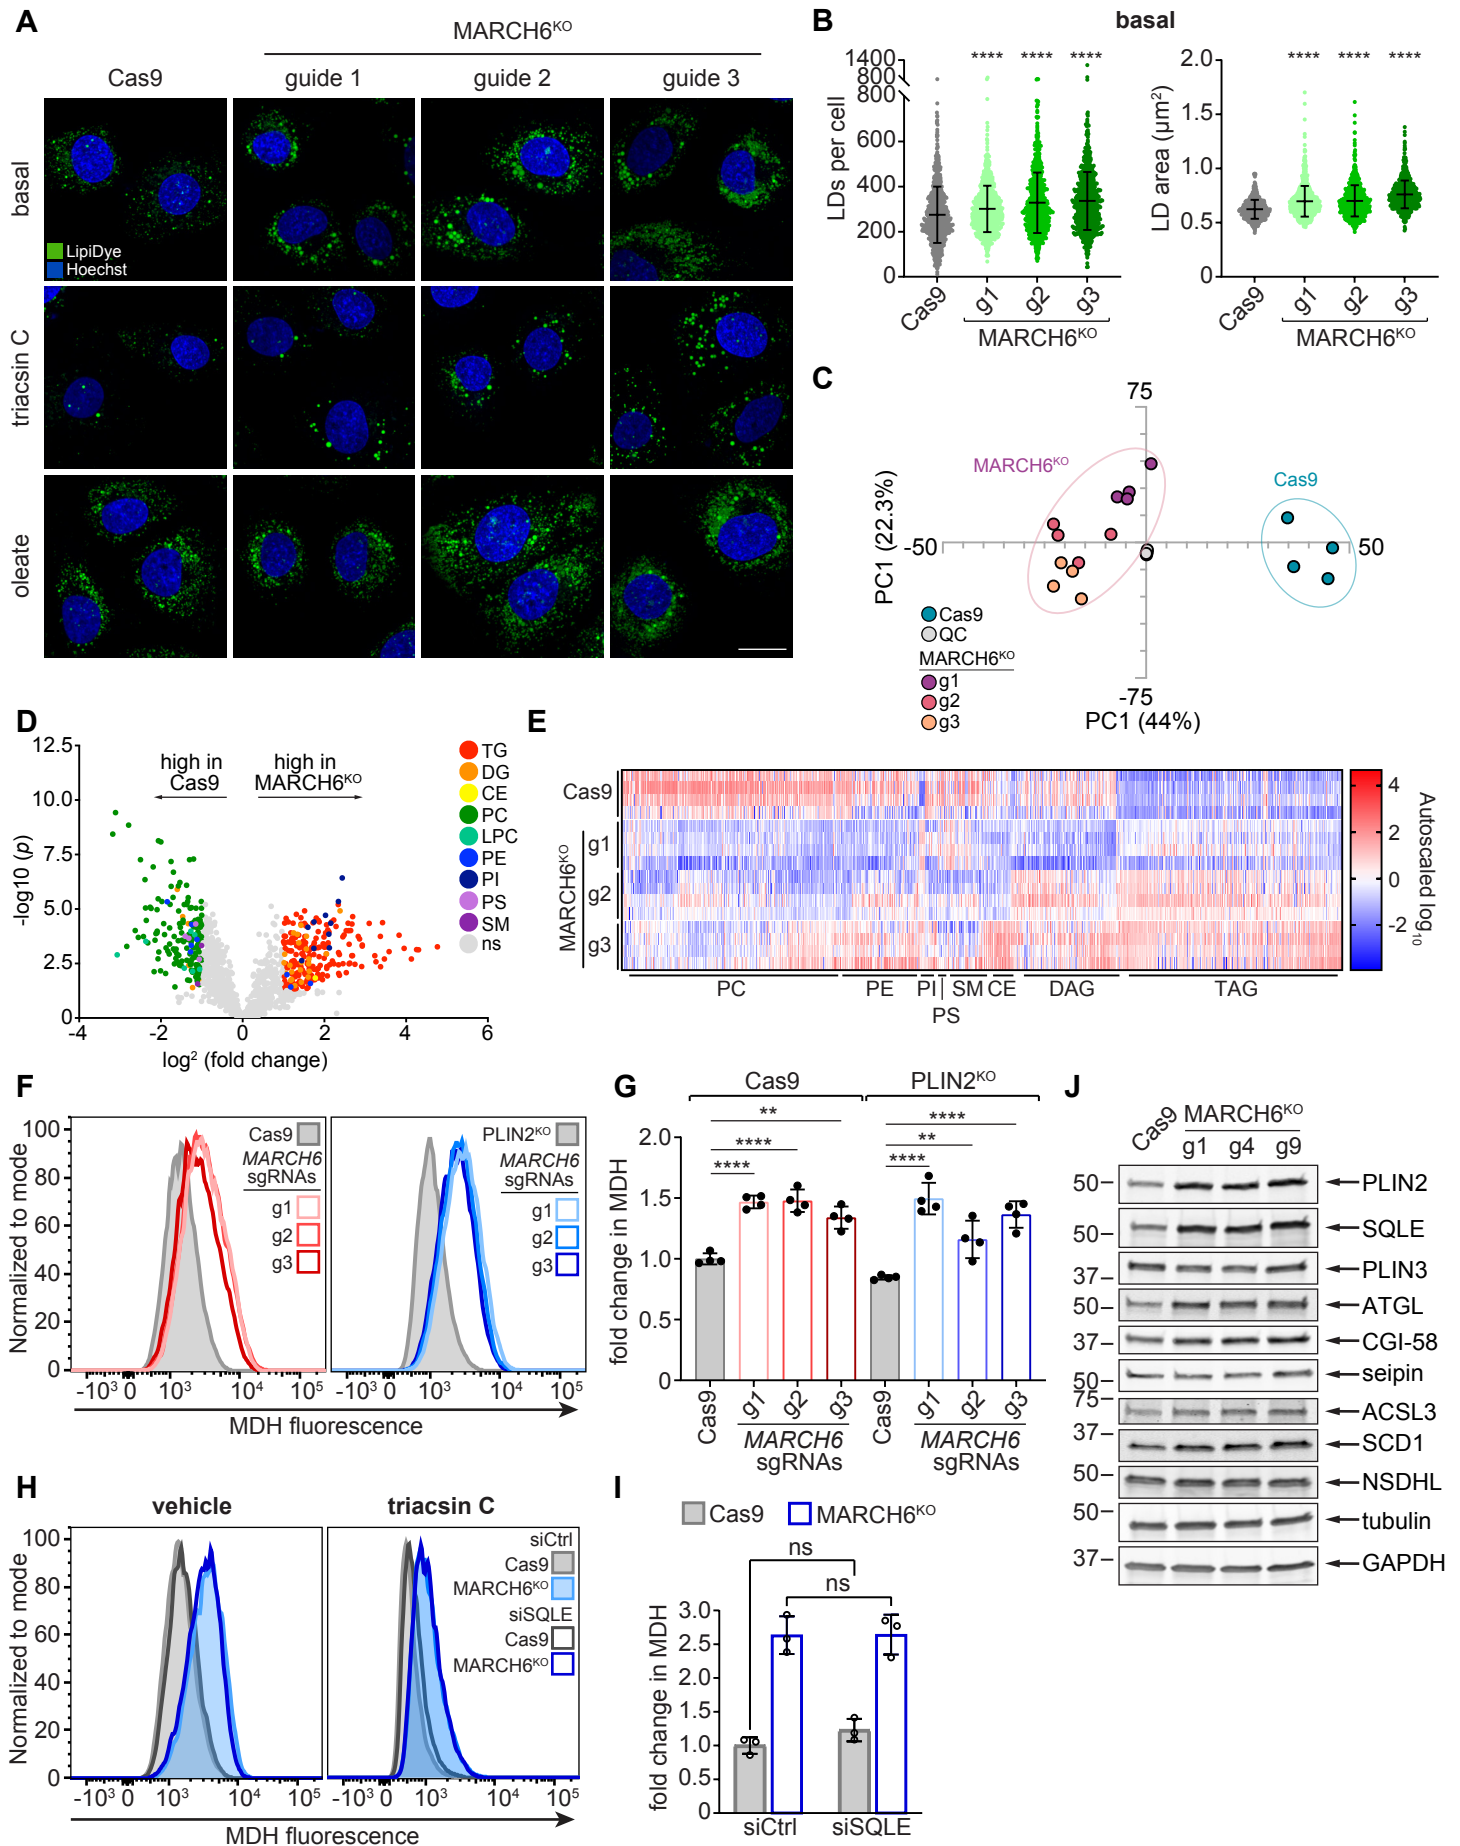 A
MARCH6KO
Cas9
guide 1
guide 2
guide 3
basal
triacsin C
oleate
LipiDye
Hoechst
B
basal
LDs per cell
1400
800
800
600
400
200
0
**** **** ****
Cas9
g1
g2
g3
MARCH6KO
LD area (µm²)
2.0
1.5
1.0
0.5
0
**** **** ****
Cas9
g1
g2
g3
MARCH6KO
C
75
MARCH6KO
Cas9
-50
50
PC1 (22.3%)
-75
PC1 (44%)
Cas9
QC
MARCH6KO
g1
g2
g3
D
12.5
10.0
7.5
5.0
2.5
0
-log10 (p)
high in
Cas9
high in
MARCH6KO
-4 -2 0 2 4 6
log² (fold change)
TG
DG
CE
PC
LPC
PE
PI
PS
SM
ns
E
Cas9
MARCH6KO
g1
g2
g3
PC PE PI SM CE DAG TAG
PS
4
2
0
-2
Autoscaled log10
F
Normalized to mode
100
80
60
40
20
0
Cas9
MARCH6
sgRNAs
g1
g2
g3
PLIN2KO
MARCH6
sgRNAs
g1
g2
g3
-10³ 0 10³ 10⁴ 10⁵
-10³ 0 10³ 10⁴ 10⁵
MDH fluorescence
G
Cas9
PLIN2KO
fold change in MDH
2.0
1.5
1.0
0.5
0
**
****
****
****
**
****
Cas9
g1
g2
g3
MARCH6
sgRNAs
Cas9
g1
g2
g3
MARCH6
sgRNAs
H
vehicle
triacsin C
Normalized to mode
100
80
60
40
20
0
siCtrl
Cas9
MARCH6KO
siSQLE
Cas9
MARCH6KO
-10³ 0 10³ 10⁴ 10⁵
-10³ 0 10³ 10⁴ 10⁵
MDH fluorescence
I
Cas9
MARCH6KO
ns
ns
fold change in MDH
3.0
2.5
2.0
1.5
1.0
0.5
0
siCtrl
siSQLE
J
Cas9
MARCH6KO
g1 g4 g9
50
PLIN2
50
SQLE
37
PLIN3
50
ATGL
37
CGI-58
50
seipin
75
ACSL3
37
SCD1
50
NSDHL
50
tubulin
37
GAPDH